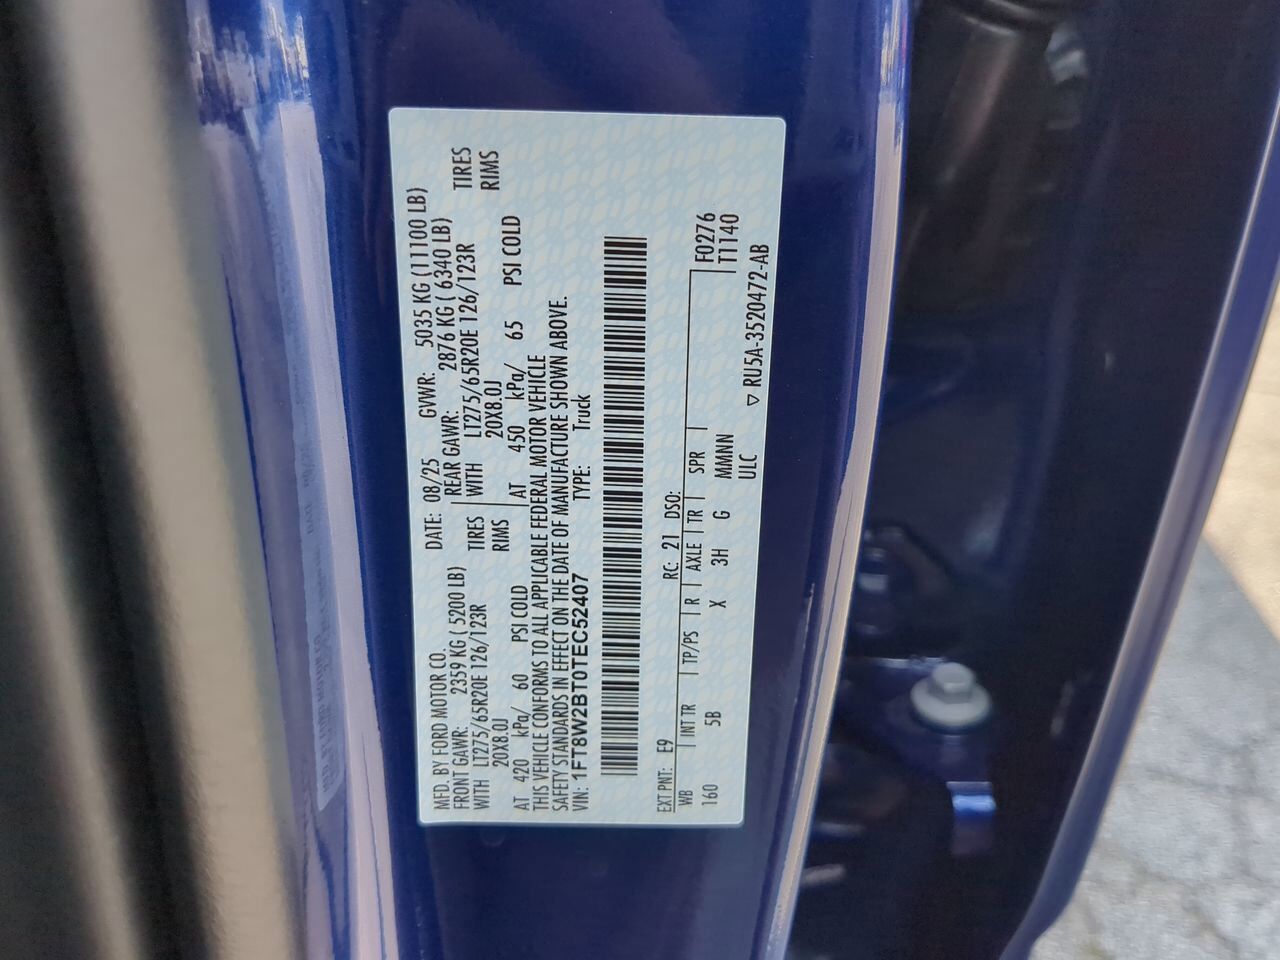 MFD. BY FORD MOTOR CO. DATE: 08/25 GVWR: 5035 KG (11100 LB)
FRONT GAWR: 2359 KG ( 5200 LB) REAR GAWR: 2876 KG ( 6340 LB)
WITH LT275/65R20E 126/123R TIRES WITH LT275/65R20E 126/123R TIRES
20X8.0J RIMS 20X8.0J RIMS
AT 420 kPa/ 60 PSI COLD AT 450 kPa/ 65 PSI COLD
THIS VEHICLE CONFORMS TO ALL APPLICABLE FEDERAL MOTOR VEHICLE
SAFETY STANDARDS IN EFFECT ON THE DATE OF MANUFACTURE SHOWN ABOVE.
VIN: 1FT8W2BT0TEC52407 TYPE: Truck
EXT PNT: E9 RC: 21 DSO:
WB INT TR TP/PS R AXLE TR SPR F0276
160 5B X 3H G MMMNN T1140
ULC ▽ RU5A-3520472-AB